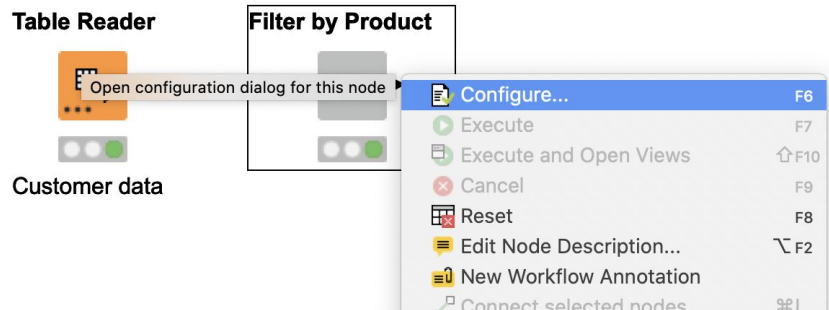 Table Reader
Filter by Product
Open configuration dialog for this node
Configure... F6
Execute F7
Execute and Open Views ⇧F10
Cancel F9
Reset F8
Edit Node Description... ⌥F2
New Workflow Annotation
Connect selected nodes ⌘L
Customer data